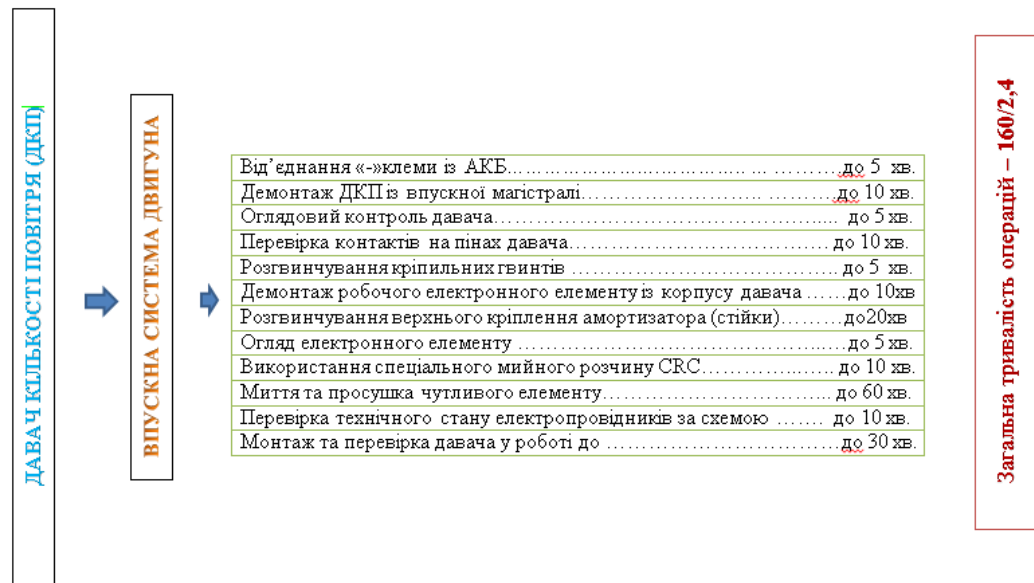 ДАВАЧ КІЛЬКОСТІ ПОВІТРЯ (ДКП)
ВПУСКНА СИСТЕМА ДВИГУНА
Від’єднання «-»клеми із АКБ……………………………… … ………до 5 хв.
Демонтаж ДКП із впускної магістралі…………………….. ………до 10 хв.
Оглядовий контроль давача………………………………………..... до 5 хв.
Перевірка контактів на пінах давача………………………………. до 10 хв.
Розгвинчування кріпильних гвинтів ……………………………….. до 5 хв.
Демонтаж робочого електронного елементу із корпусу давача ……до 10хв
Розгвинчування верхнього кріплення амортизатора (стійки)………до20хв
Огляд електронного елементу ……………………………………...до 5 хв.
Використання спеціального мийного розчину CRC……………...... до 10 хв.
Миття та просушка чутливого елементу………………………….. до 60 хв.
Перевірка технічного стану електропровідників за схемою ……. до 10 хв.
Монтаж та перевірка давача у роботі до …………………………...до 30 хв.
Загальна тривалість операцій – 160/2,4